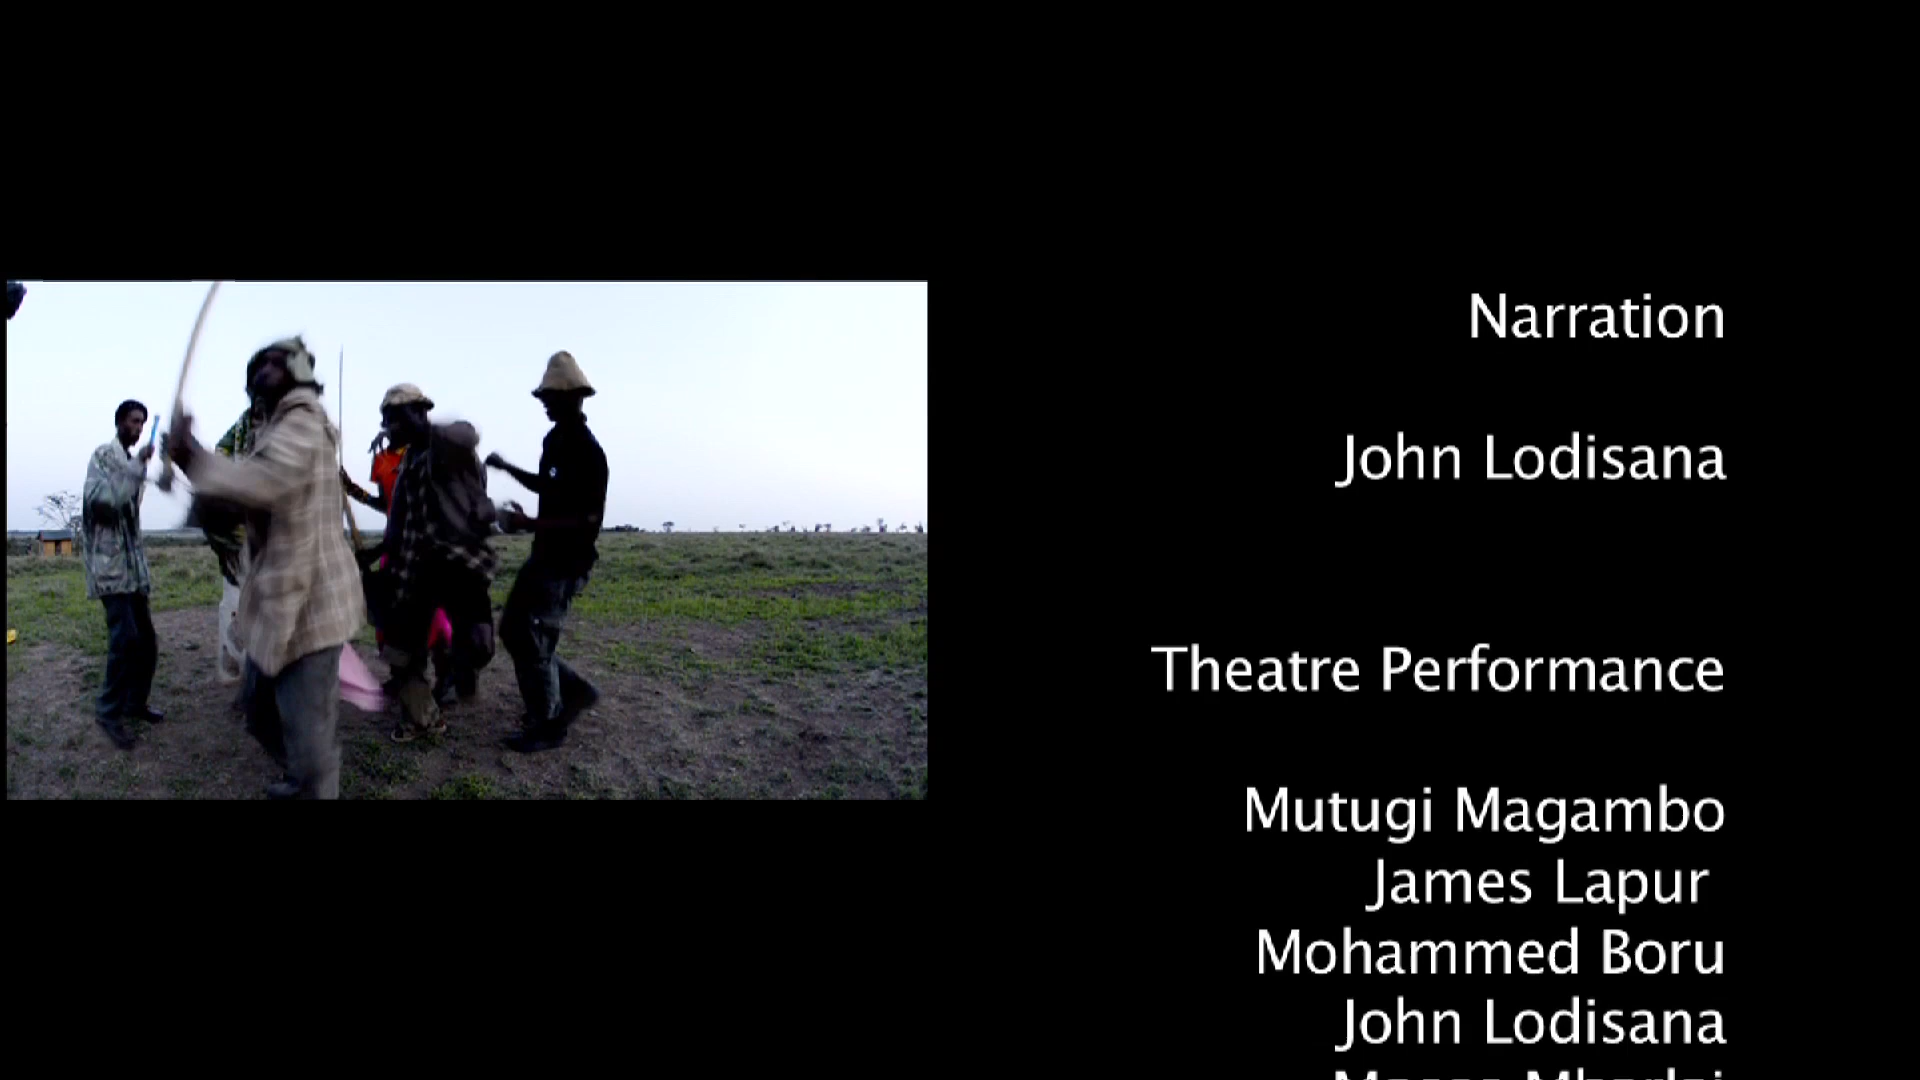 Narration
John Lodisana
Theatre Performance
Mutugi Magambo
James Lapur
Mohammed Boru
John Lodisana